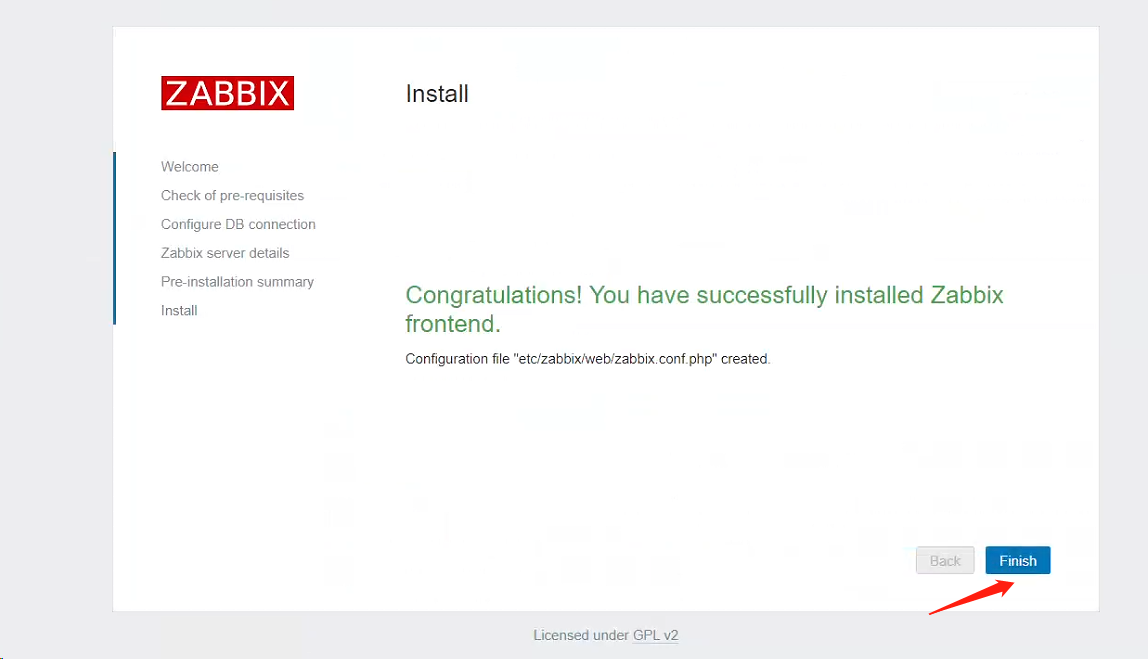 ZABBIX
Install
Welcome
Check of pre-requisites
Configure DB connection
Zabbix server details
Pre-installation summary
Install
Congratulations! You have successfully installed Zabbix
frontend.
Configuration file "etc/zabbix/web/zabbix.conf.php" created.
Back
Finish
Licensed under GPL v2